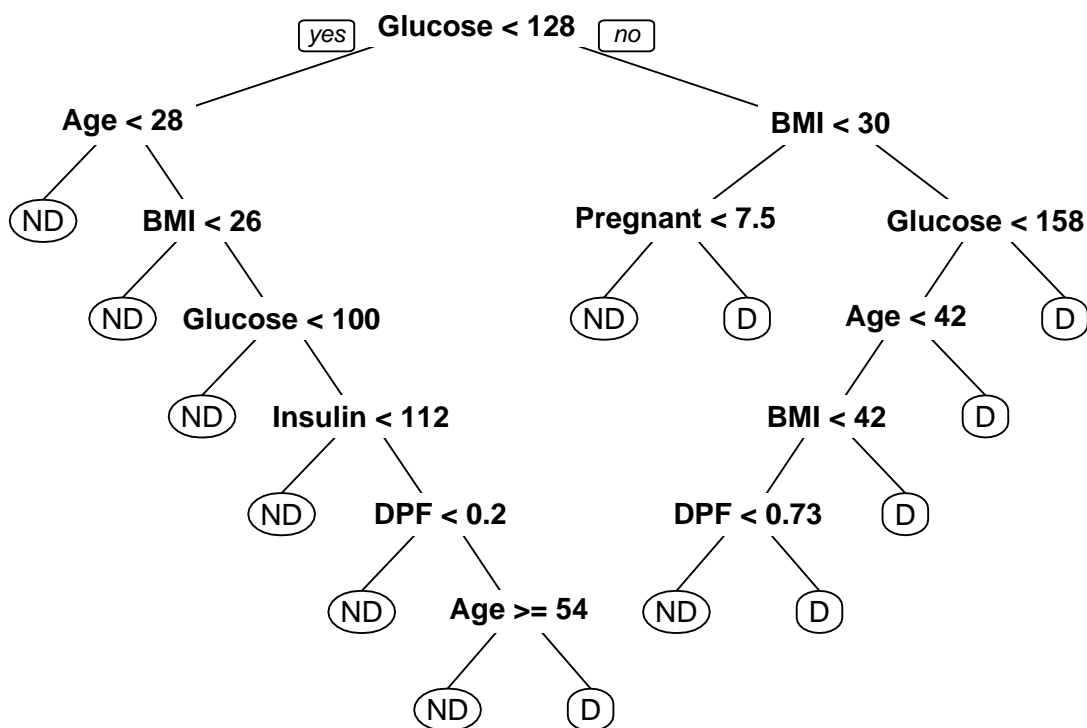 yes Glucose < 128 no
Age < 28 BMI < 30
ND BMI < 26 Pregnant < 7.5 Glucose < 158
ND Glucose < 100 ND D Age < 42 D
ND Insulin < 112 BMI < 42 D
ND DPF < 0.2 DPF < 0.73 D
ND Age >= 54 ND D
ND D